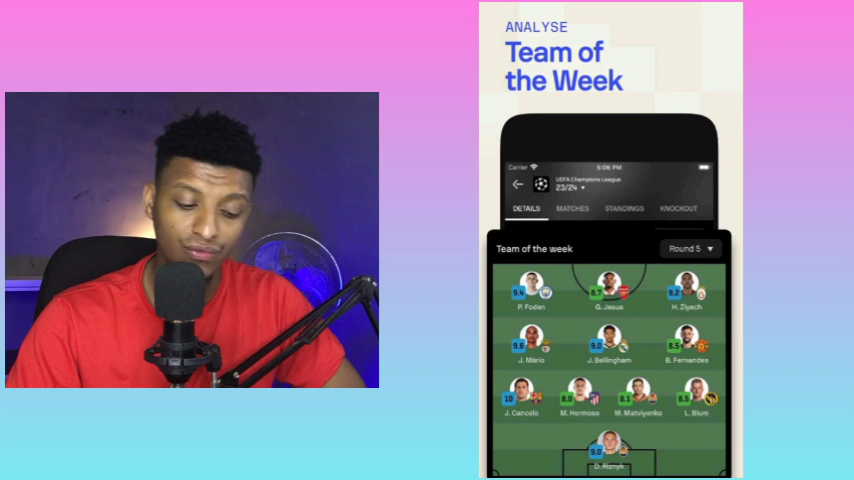 ANALYSE
Team of
the Week
Carrier 5:06 PM
UEFA Champions League
23/24
DETAILS MATCHES STANDINGS KNOCKOUT
Team of the week Round 5
9.4 8.7 9.2
P. Foden G. Jesus H. Ziyech
9.6 9.0 8.5
J. Mário J. Bellingham B. Fernandes
10 8.0 8.1 8.5
J. Cancelo M. Hermoso M. Matviyenko L. Blum
9.0
D. Riznyk